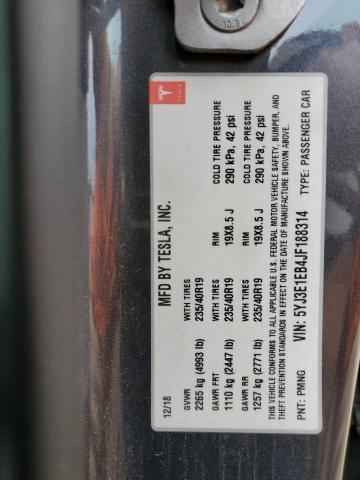 10.9
TESLA
MFD BY TESLA, INC.
12/18
GVWR WITH TIRES RIM COLD TIRE PRESSURE
2265 kg (4993 lb) 235/40R19 19X8.5 J 290 kPa, 42 psi
GAWR FRT
1110 kg (2447 lb)
GAWR RR WITH TIRES RIM COLD TIRE PRESSURE
1257 kg (2771 lb) 235/40R19 19X8.5 J 290 kPa, 42 psi
THIS VEHICLE CONFORMS TO ALL APPLICABLE U.S. FEDERAL MOTOR VEHICLE SAFETY, BUMPER, AND
THEFT PREVENTION STANDARDS IN EFFECT ON THE DATE OF MANUFACTURE SHOWN ABOVE.
PNT: PMNG VIN: 5YJ3E1EB4JF188314 TYPE: PASSENGER CAR